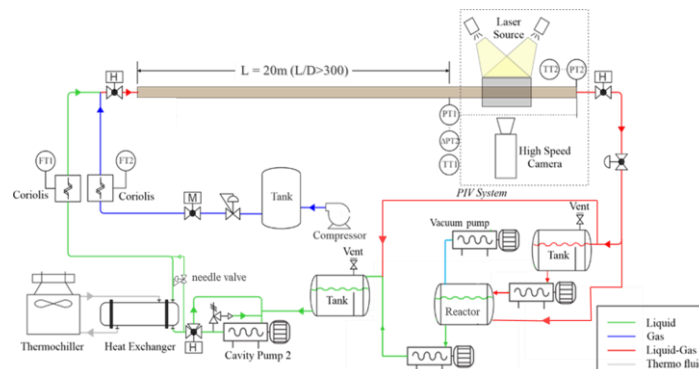 Laser
Source
L = 20m (L/D>300)
H
TT2
PT2
H
PT1
ΔPT2
TT1
High Speed
Camera
PIV System
FT1
FT2
Coriolis
Coriolis
M
Tank
Compressor
Vacuum pump
Vent
Tank
Vent
needle valve
Tank
Reactor
Thermochiller
Heat Exchanger
H
Cavity Pump 2
Liquid
Gas
Liquid-Gas
Thermo flui